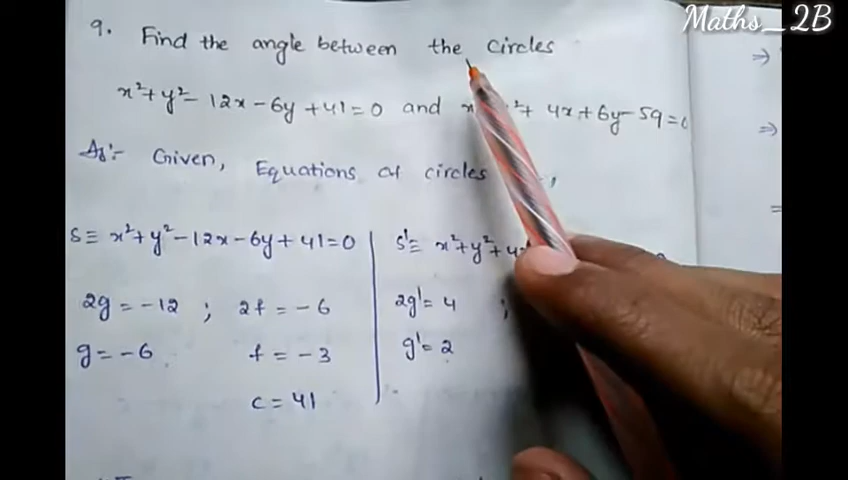 Maths_2B
9. Find the angle between the circles
x²+y²-12x-6y+41=0 and x² + 4x+6y-59=0
As:- Given, Equations of circles
S≡ x²+y²-12x-6y+41=0
S'≡ x²+y²+4x
2g = -12 ; 2f = -6
2g' = 4 ;
g = -6 f = -3
g' = 2
c = 41
⇒
⇒
=